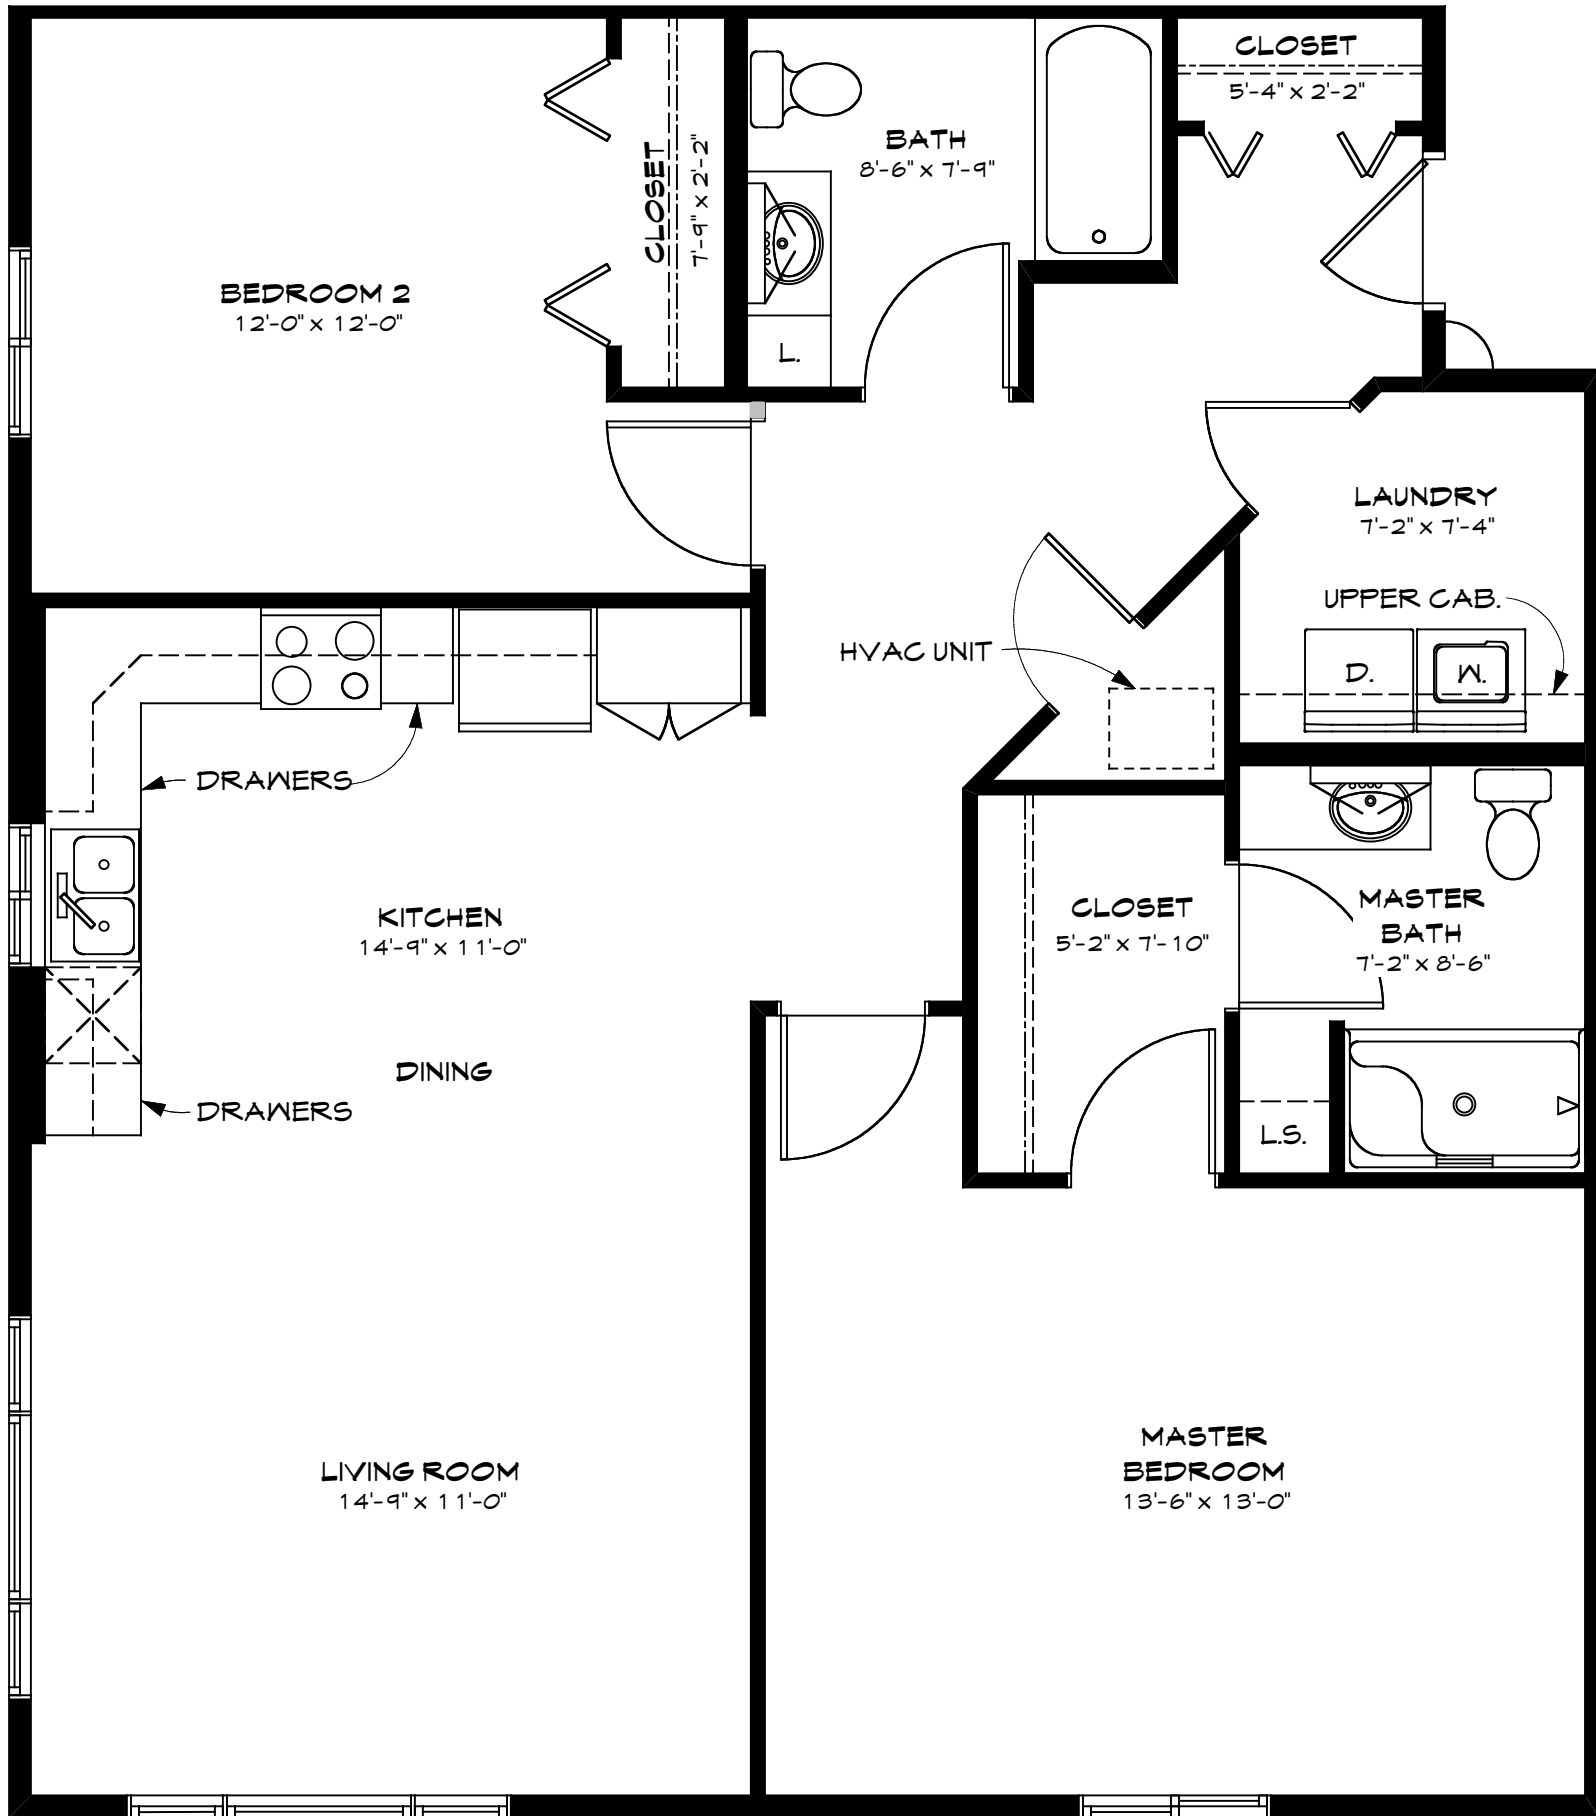 CLOSET
5'-4" x 2'-2"
BATH
8'-6" x 7'-9"
CLOSET
7'-9" x 2'-2"
BEDROOM 2
12'-0" x 12'-0"
L.
LAUNDRY
7'-2" x 7'-4"
UPPER CAB.
HVAC UNIT
D.
W.
DRAWERS
KITCHEN
14'-9" x 11'-0"
CLOSET
5'-2" x 7'-10"
MASTER
BATH
7'-2" x 8'-6"
DINING
DRAWERS
L.S.
LIVING ROOM
14'-9" x 11'-0"
MASTER
BEDROOM
13'-6" x 13'-0"